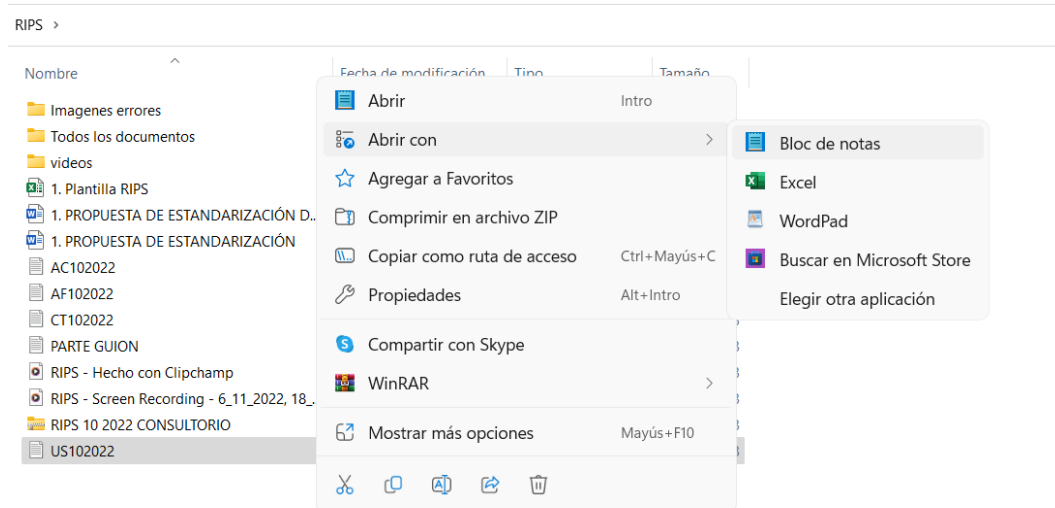 RIPS >
Nombre
Fecha de modificación Tipo Tamaño
Imagenes errores
Todos los documentos
videos
1. Plantilla RIPS
1. PROPUESTA DE ESTANDARIZACIÓN D...
1. PROPUESTA DE ESTANDARIZACIÓN
AC102022
AF102022
CT102022
PARTE GUION
RIPS - Hecho con Clipchamp
RIPS - Screen Recording - 6_11_2022, 18_...
RIPS 10 2022 CONSULTORIO
US102022
Abrir Intro
Abrir con
Agregar a Favoritos
Comprimir en archivo ZIP
Copiar como ruta de acceso Ctrl+Mayús+C
Propiedades Alt+Intro
Compartir con Skype
WinRAR
Mostrar más opciones Mayús+F10
Bloc de notas
Excel
WordPad
Buscar en Microsoft Store
Elegir otra aplicación